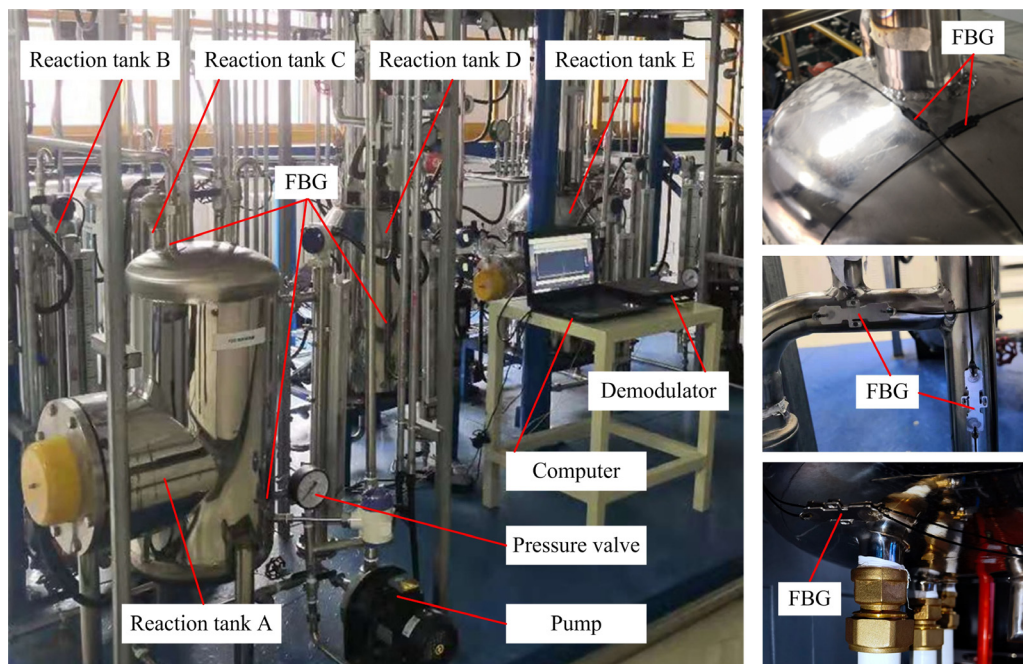 Reaction tank B
Reaction tank C
Reaction tank D
Reaction tank E
FBG
FBG
FBG
Demodulator
Computer
Pressure valve
FBG
Reaction tank A
Pump